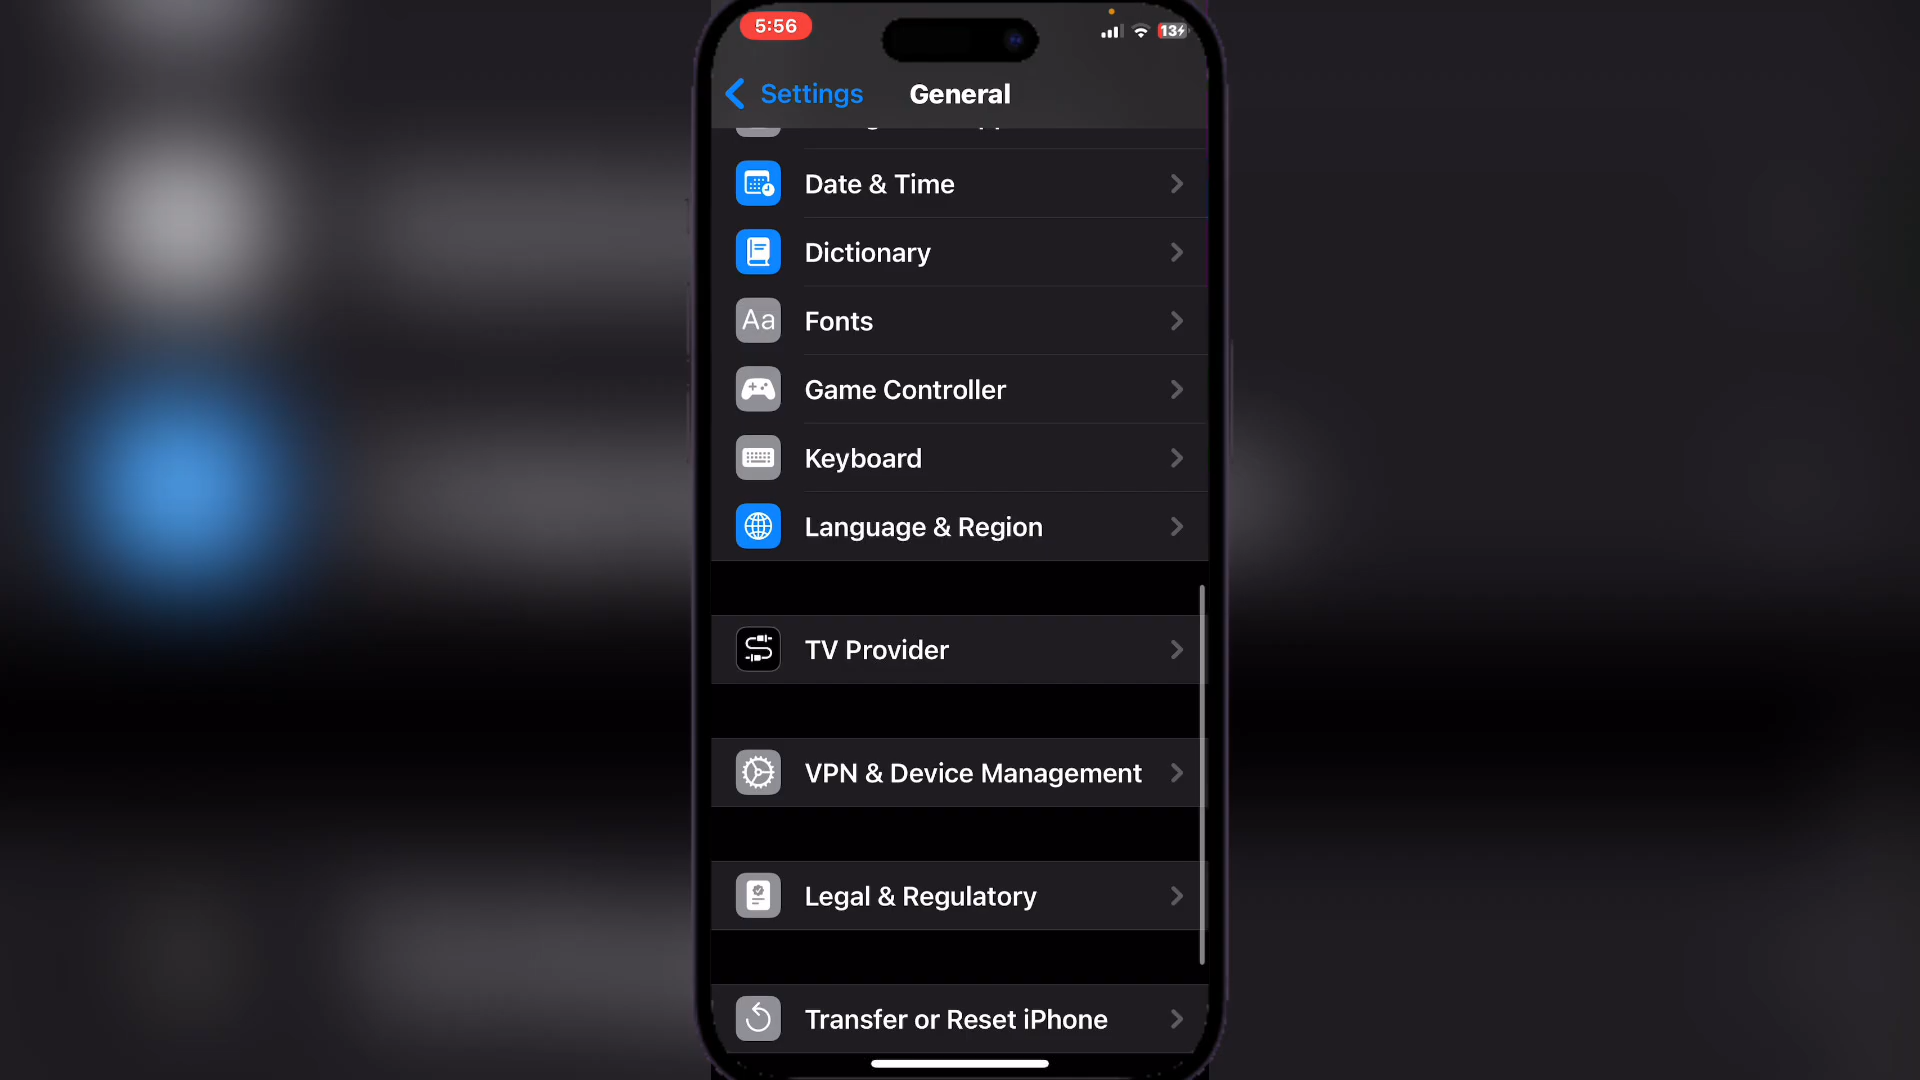 5:56
13
Settings
General
Date & Time
Dictionary
Aa
Fonts
Game Controller
Keyboard
Language & Region
TV Provider
VPN & Device Management
Legal & Regulatory
Transfer or Reset iPhone